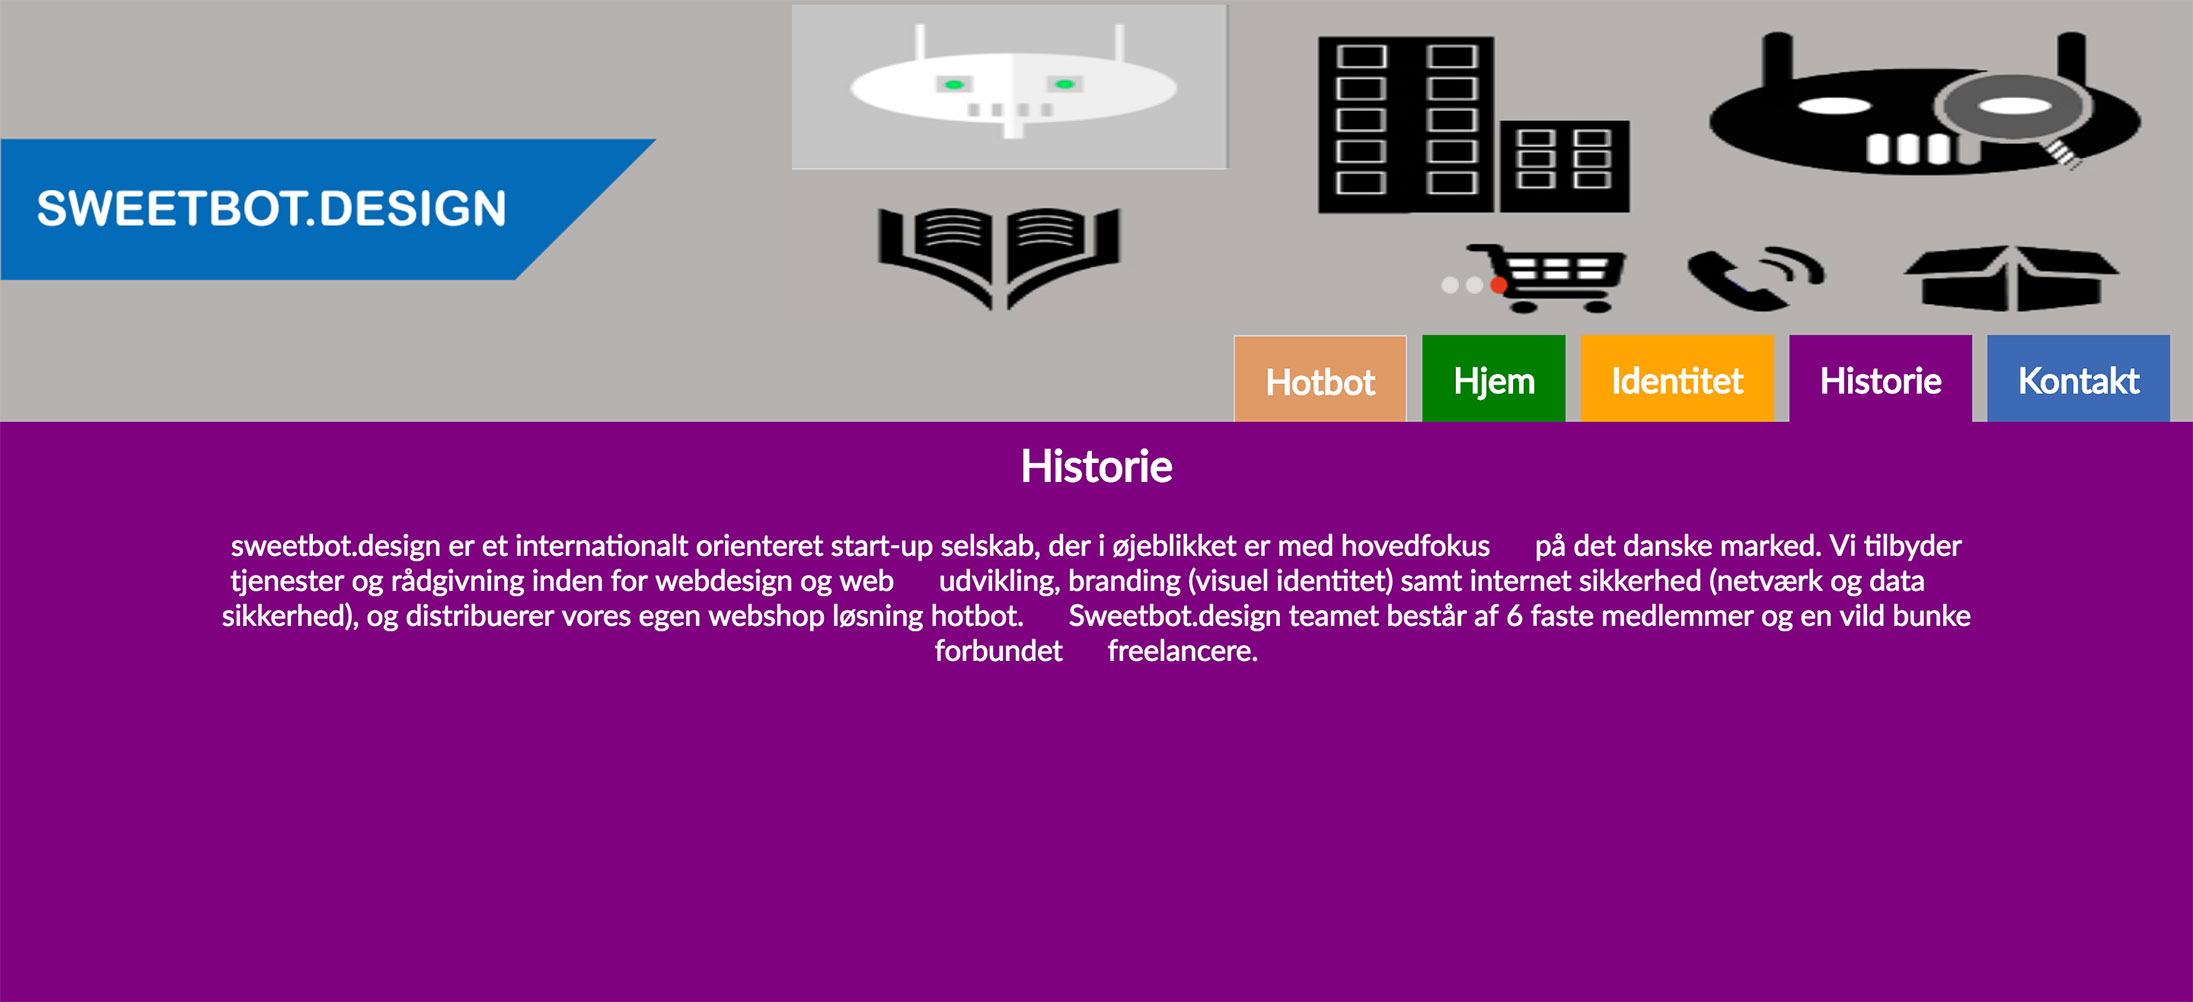 SWEETBOT.DESIGN
Hotbot
Hjem
Identitet
Historie
Kontakt
Historie
sweetbot.design er et internationalt orienteret start-up selskab, der i øjeblikket er med hovedfokus på det danske marked. Vi tilbyder
tjenester og rådgivning inden for webdesign og web udvikling, branding (visuel identitet) samt internet sikkerhed (netværk og data
sikkerhed), og distribuerer vores egen webshop løsning hotbot. Sweetbot.design teamet består af 6 faste medlemmer og en vild bunke
forbundet freelancere.